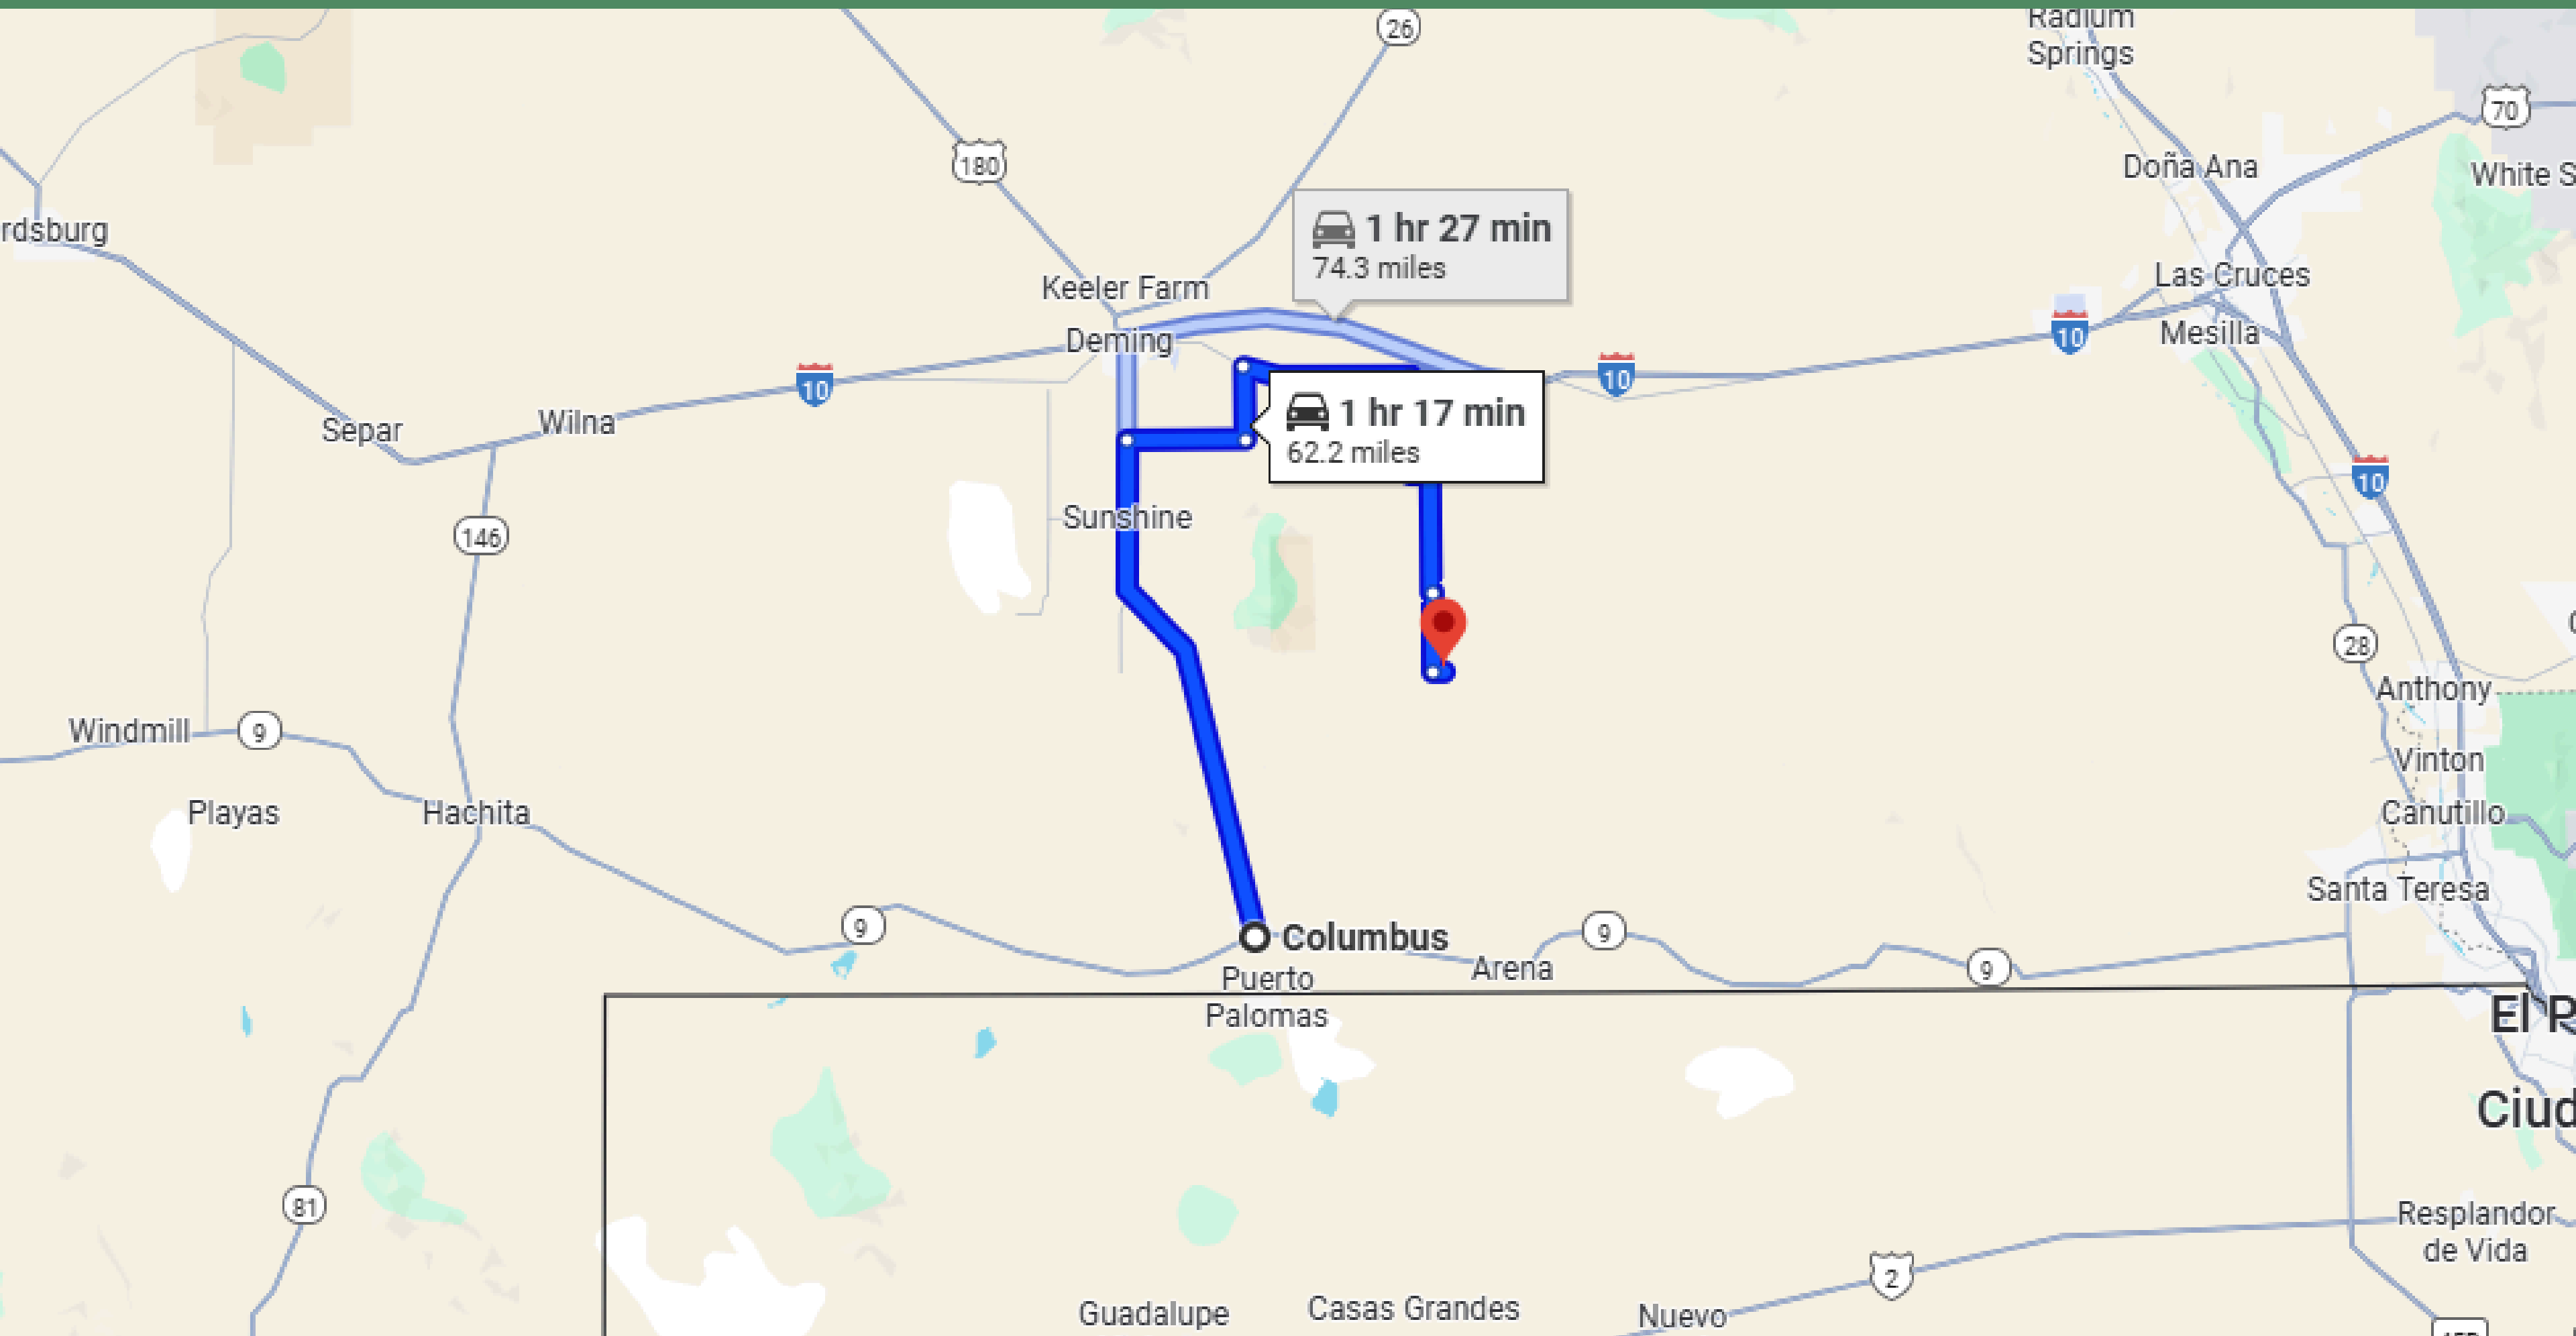 Radium
Springs
26
70
180
Doña Ana
White S
rdsburg
1 hr 27 min
74.3 miles
Keeler Farm
Las Cruces
Deming
10
Mesilla
10
10
1 hr 17 min
62.2 miles
Wilna
Separ
10
Sunshine
146
28
Anthony
Windmill
9
Vinton
Playas
Hachita
Canutillo
Santa Teresa
9
Columbus
9
Arena
9
Puerto
Palomas
El P
Ciud
81
Resplandor
de Vida
2
Guadalupe
Casas Grandes
Nuevo